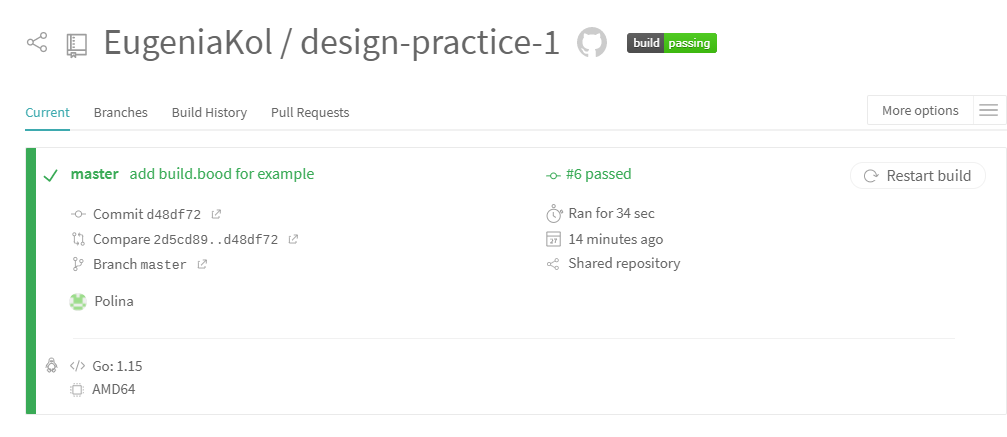 EugeniaKol / design-practice-1 build passing
Current Branches Build History Pull Requests More options
master add build.bood for example #6 passed Restart build
Commit d48df72 Ran for 34 sec
Compare 2d5cd89..d48df72 27 14 minutes ago
Branch master Shared repository
Polina
Go: 1.15
AMD64